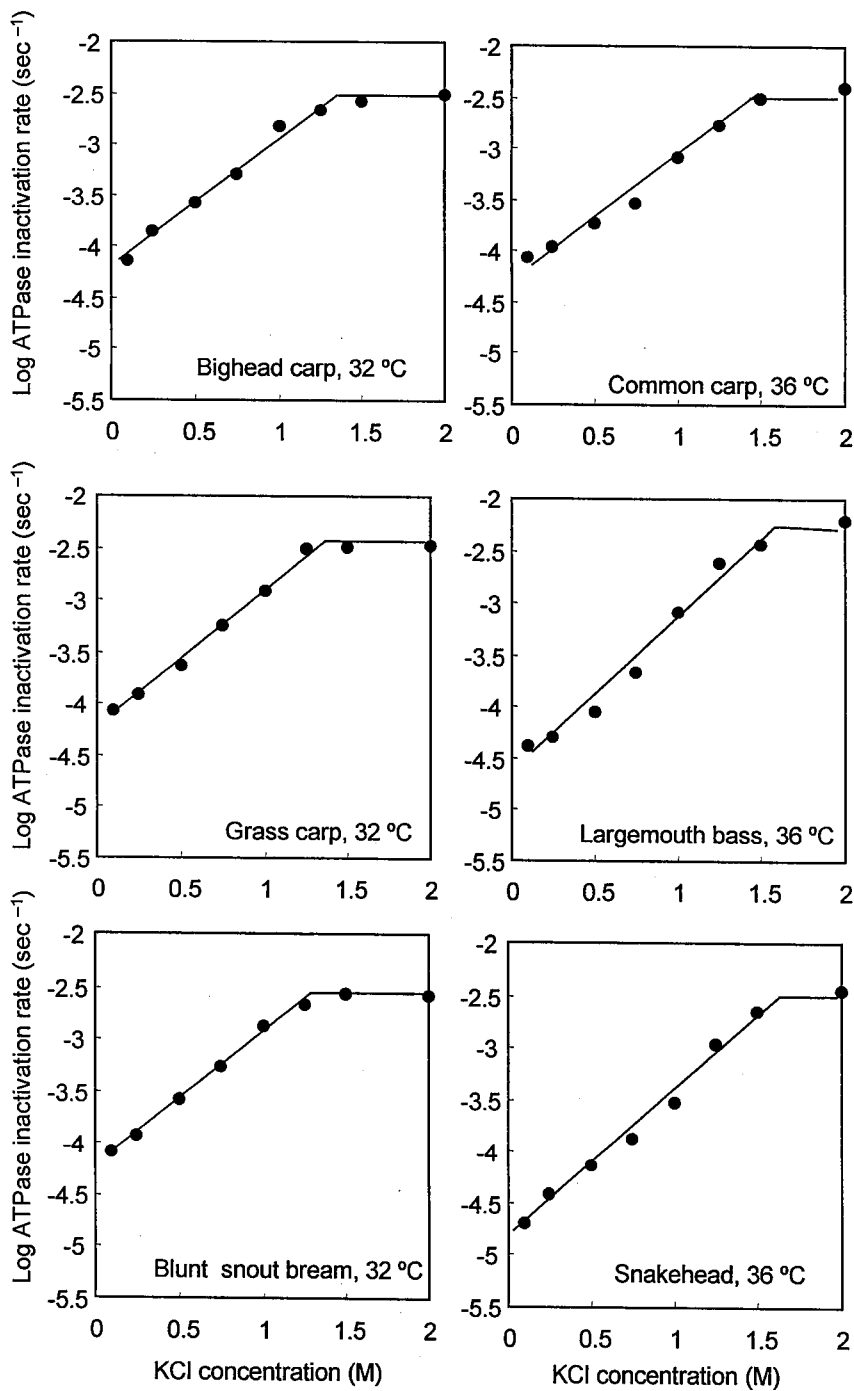 Log ATPase inactivation rate (sec⁻¹)
-2
-2.5
-3
-3.5
-4
-4.5
-5
-5.5
0 0.5 1 1.5 2
Bighead carp, 32 ºC
-2
-2.5
-3
-3.5
-4
-4.5
-5
-5.5
0 0.5 1 1.5 2
Common carp, 36 ºC
Log ATPase inactivation rate (sec⁻¹)
-2
-2.5
-3
-3.5
-4
-4.5
-5
-5.5
0 0.5 1 1.5 2
Grass carp, 32 ºC
-2
-2.5
-3
-3.5
-4
-4.5
-5
-5.5
0 0.5 1 1.5 2
Largemouth bass, 36 ºC
Log ATPase inactivation rate (sec⁻¹)
-2
-2.5
-3
-3.5
-4
-4.5
-5
-5.5
0 0.5 1 1.5 2
Blunt snout bream, 32 ºC
KCl concentration (M)
-2
-2.5
-3
-3.5
-4
-4.5
-5
-5.5
0 0.5 1 1.5 2
Snakehead, 36 ºC
KCl concentration (M)